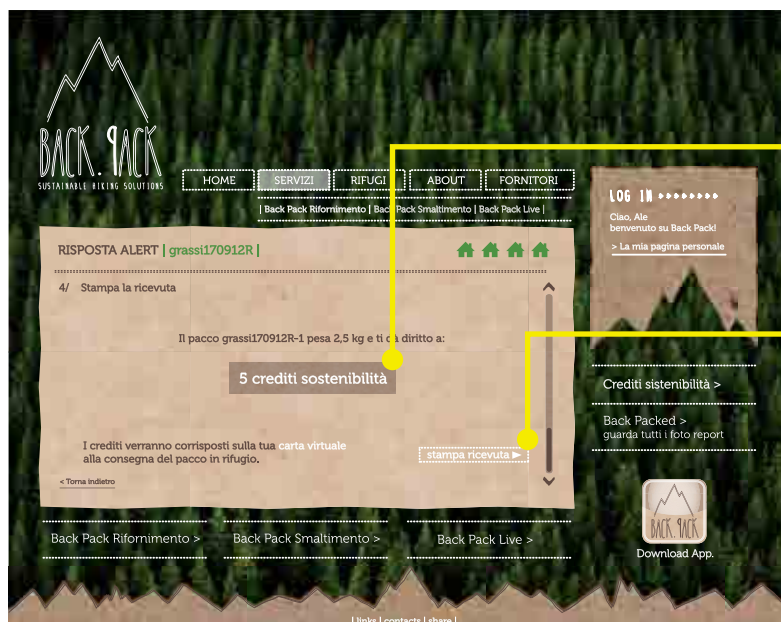 BACK.PACK
SUSTAINABLE HIKING SOLUTIONS
HOME
SERVIZI
RIFUGI
ABOUT
FORNITORI
| Back Pack Rifornimento | Back Pack Smaltimento | Back Pack Live |
LOG IN
Ciao, Ale
benvenuto su Back Pack!
> La mia pagina personale
RISPOSTA ALERT | grassi170912R |
4/ Stampa la ricevuta
Il pacco grassi170912R-1 pesa 2,5 kg e ti dà diritto a:
5 crediti sostenibilità
I crediti verranno corrisposti sulla tua carta virtuale
alla consegna del pacco in rifugio.
stampa ricevuta ►
< Torna indietro
Crediti sistenibilità >
Back Packed >
guarda tutti i foto report
BACK.PACK
Download App.
Back Pack Rifornimento >
Back Pack Smaltimento >
Back Pack Live >
| links | contacts | share |